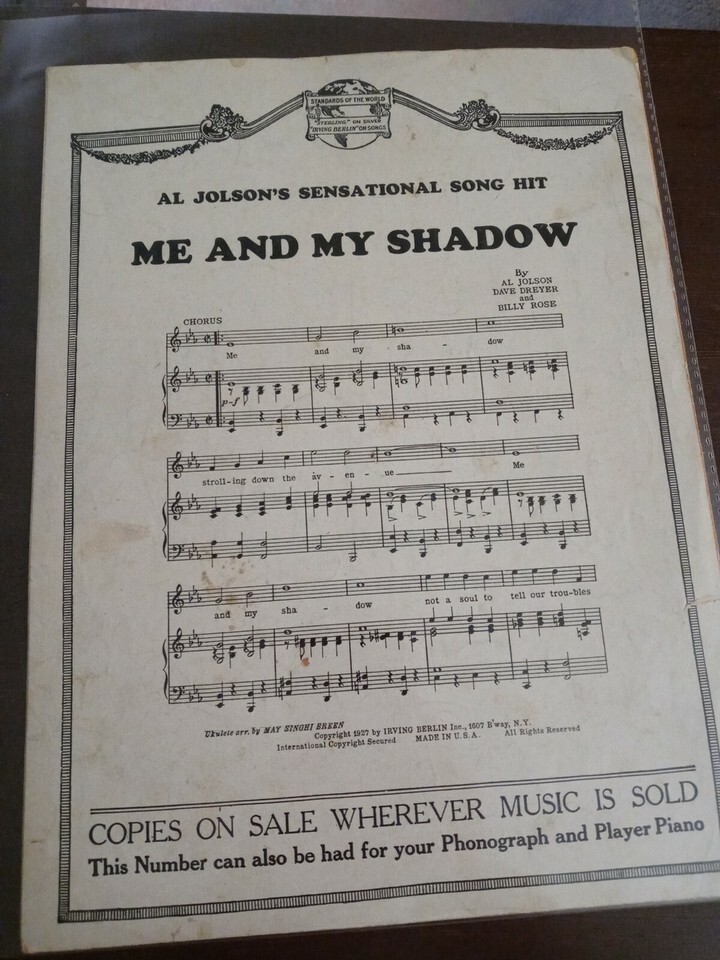 STANDARDS OF THE WORLD
"STERLING" ON SILVER
"IRVING BERLIN" ON SONGS
AL JOLSON'S SENSATIONAL SONG HIT
ME AND MY SHADOW
By
AL JOLSON
DAVE DREYER
and
BILLY ROSE
CHORUS
Me and my sha - dow
p-f
stroll-ing down the av - en - ue Me
and my sha - dow not a soul to tell our trou-bles
Ukulele arr. by MAY SINGHI BREEN
Copyright 1927 by IRVING BERLIN Inc., 1607 B'way, N.Y.
International Copyright Secured MADE IN U.S.A. All Rights Reserved
COPIES ON SALE WHEREVER MUSIC IS SOLD
This Number can also be had for your Phonograph and Player Piano